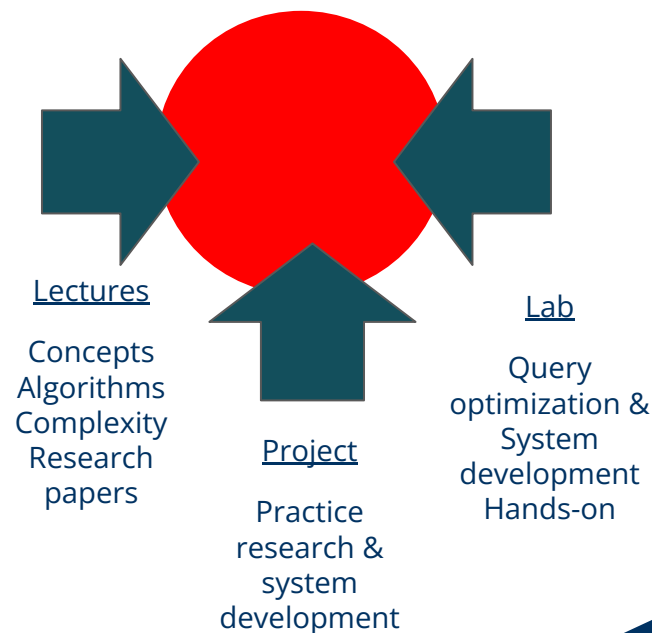 Lectures
Concepts
Algorithms
Complexity
Research
papers
Project
Practice
research &
system
development
Lab
Query
optimization &
System
development
Hands-on